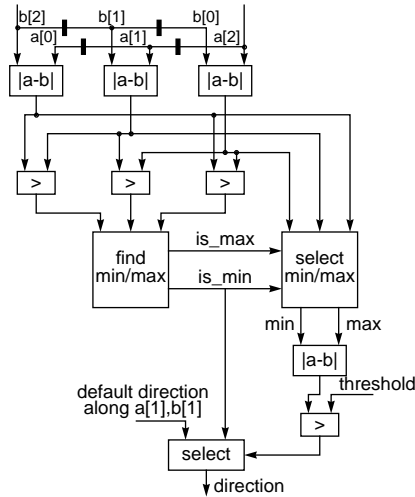 b[2] b[1] b[0]
a[0] a[1] a[2]
|a-b| |a-b| |a-b|
> > >
find
min/max
is_max
is_min
select
min/max
min max
|a-b|
default direction
along a[1],b[1]
threshold
>
select
direction